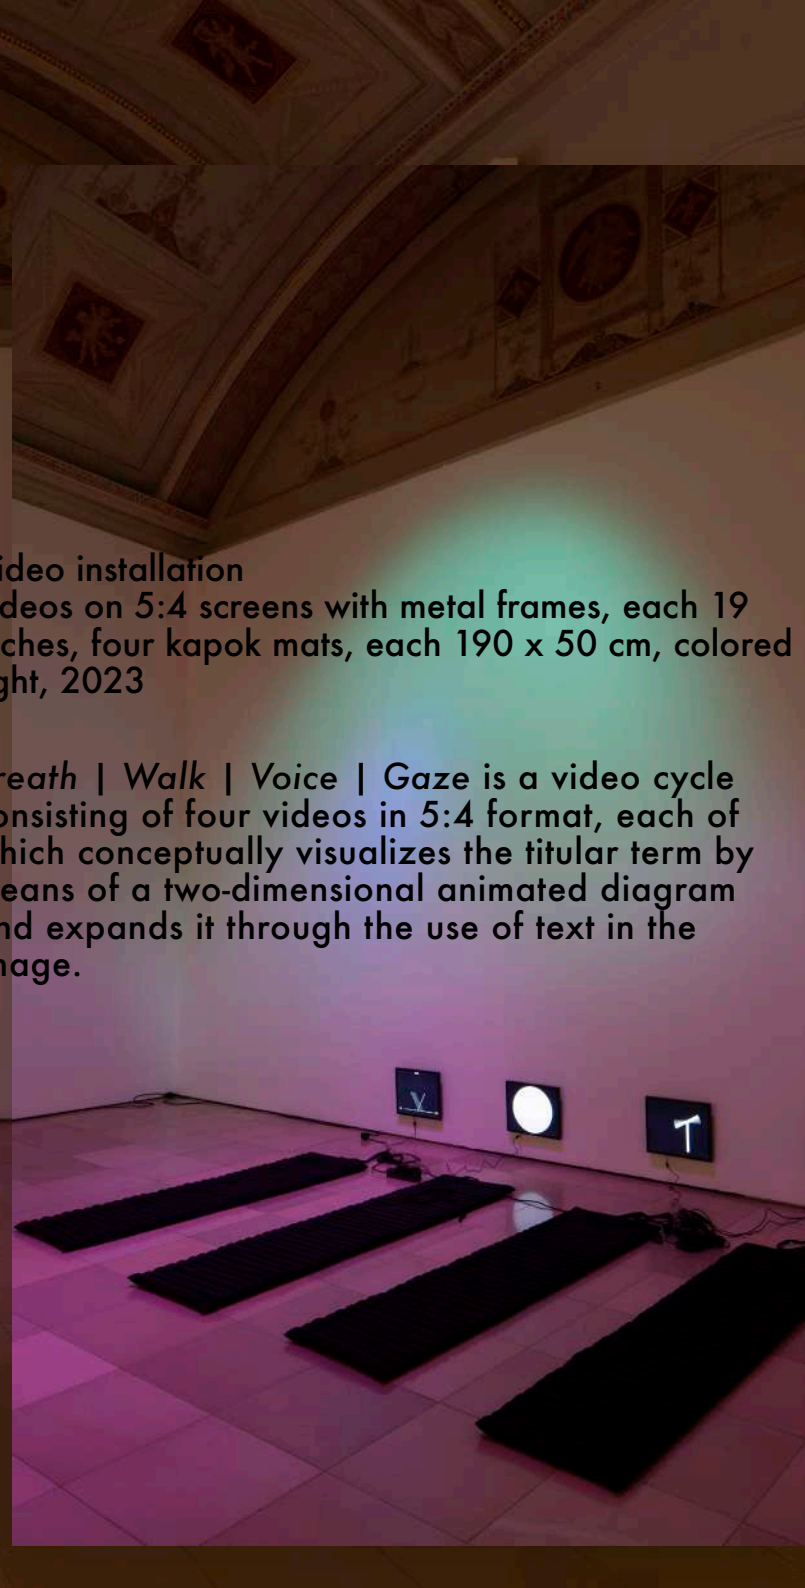 ideo installation
deos on 5:4 screens with metal frames, each 19
ches, four kapok mats, each 190 x 50 cm, colored
ght, 2023
reath | Walk | Voice | Gaze is a video cycle
onsisting of four videos in 5:4 format, each of
hich conceptually visualizes the titular term by
eans of a two-dimensional animated diagram
nd expands it through the use of text in the
mage.